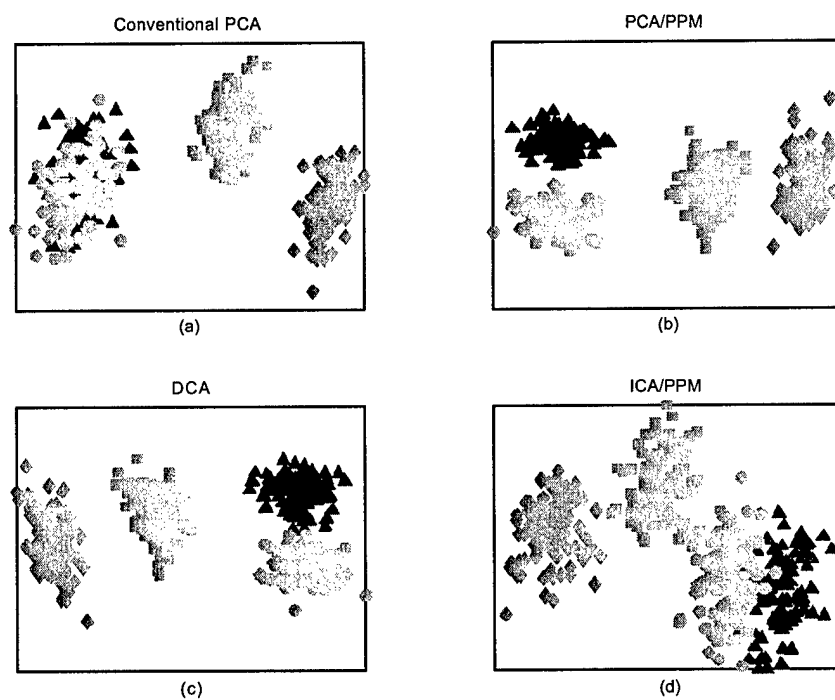 Conventional PCA
PCA/PPM
(a)
(b)
DCA
ICA/PPM
(c)
(d)